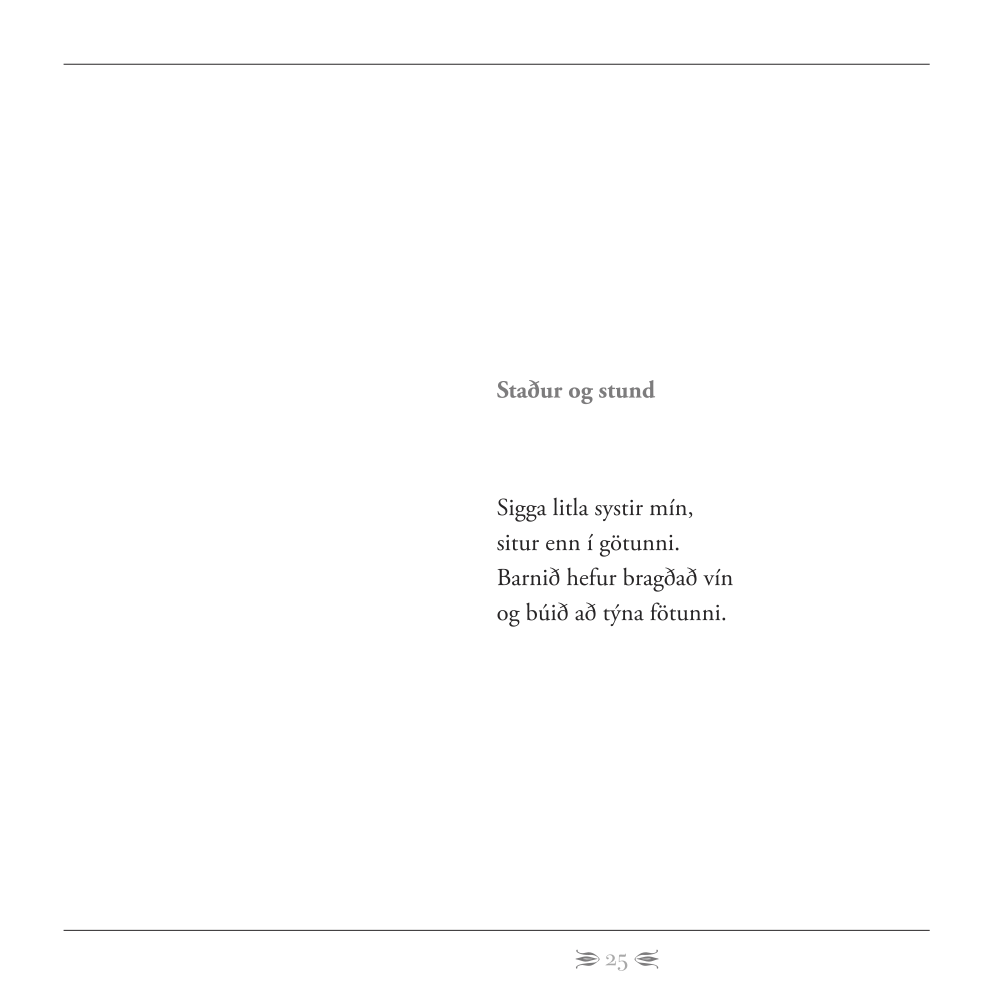 Staður og stund
Sigga litla systir mín,
situr enn í götunni.
Barnið hefur bragðað vín
og búið að týna fötunni.
25